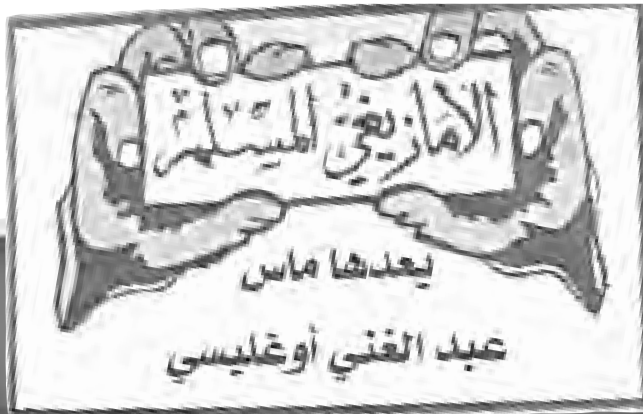 الأمازيغي المسلم
يعدها ماس
عبد الغني أوغليسي